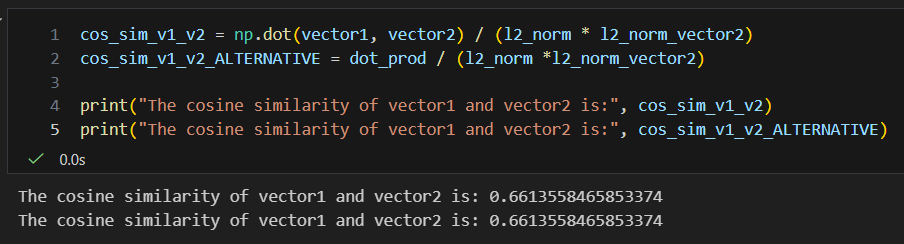 1 cos_sim_v1_v2 = np.dot(vector1, vector2) / (l2_norm * l2_norm_vector2)
2 cos_sim_v1_v2_ALTERNATIVE = dot_prod / (l2_norm *l2_norm_vector2)
3
4 print("The cosine similarity of vector1 and vector2 is:", cos_sim_v1_v2)
5 print("The cosine similarity of vector1 and vector2 is:", cos_sim_v1_v2_ALTERNATIVE)
0.0s
The cosine similarity of vector1 and vector2 is: 0.6613558465853374
The cosine similarity of vector1 and vector2 is: 0.6613558465853374